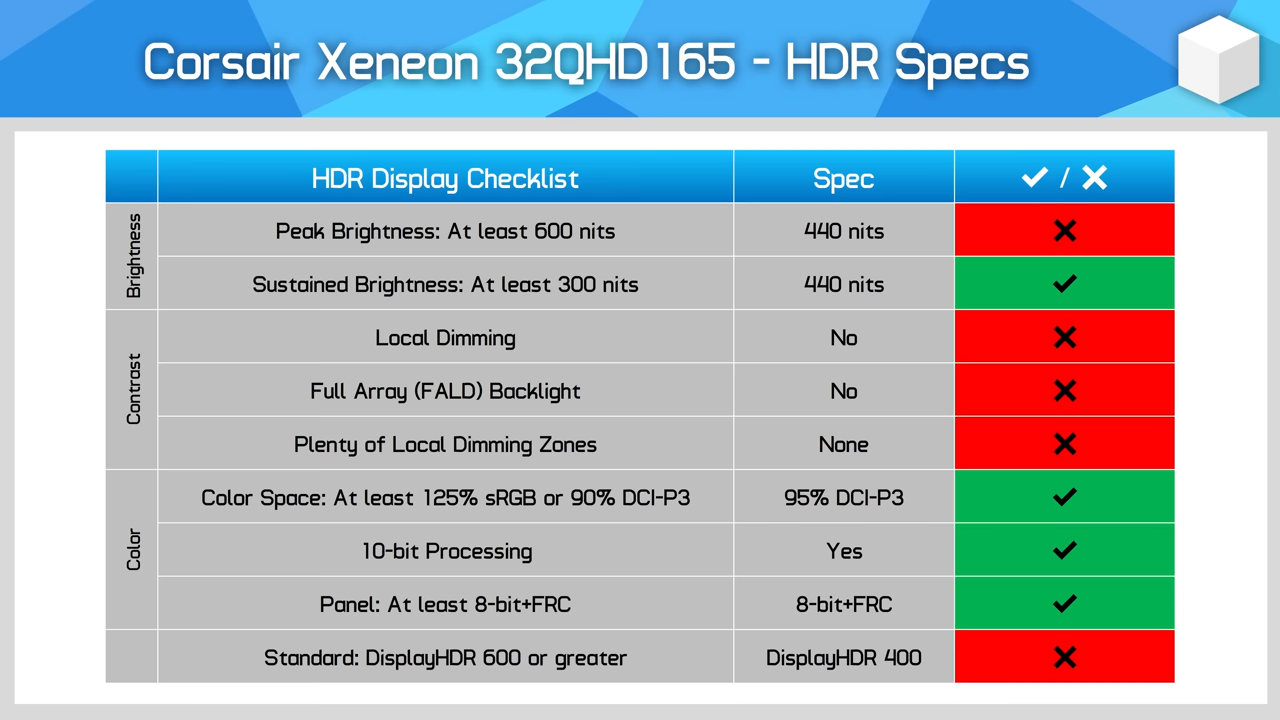 Corsair Xeneon 32QHD165 - HDR Specs
HDR Display Checklist Spec ✓ / ✕
Brightness
Peak Brightness: At least 600 nits 440 nits ✕
Sustained Brightness: At least 300 nits 440 nits ✓
Contrast
Local Dimming No ✕
Full Array (FALD) Backlight No ✕
Plenty of Local Dimming Zones None ✕
Color
Color Space: At least 125% sRGB or 90% DCI-P3 95% DCI-P3 ✓
10-bit Processing Yes ✓
Panel: At least 8-bit+FRC 8-bit+FRC ✓
Standard: DisplayHDR 600 or greater DisplayHDR 400 ✕